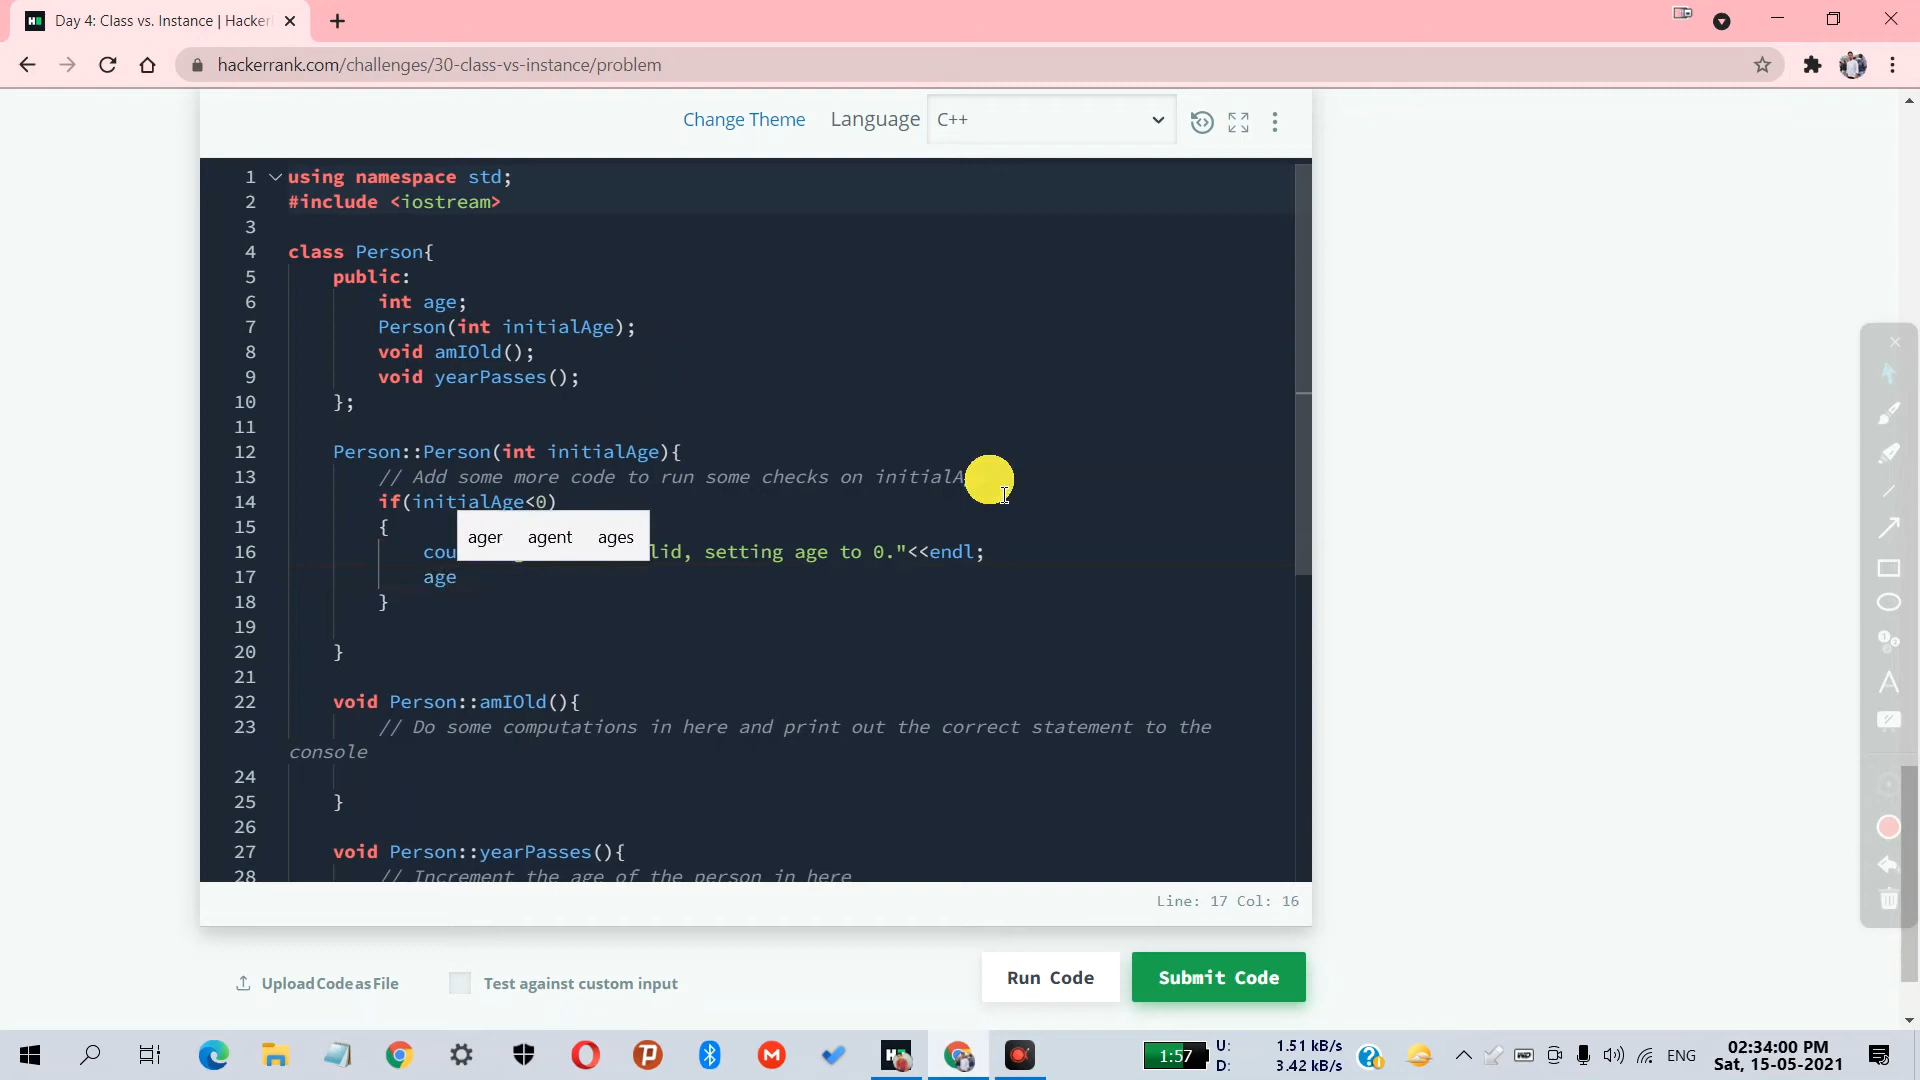 Day 4: Class vs. Instance | Hacker
hackerrank.com/challenges/30-class-vs-instance/problem
Change Theme Language C++
1 using namespace std;
2 #include <iostream>
3
4 class Person{
5 public:
6 int age;
7 Person(int initialAge);
8 void amIOld();
9 void yearPasses();
10 };
11
12 Person::Person(int initialAge){
13 // Add some more code to run some checks on initialA
14 if(initialAge<0)
15 {
ager agent ages
16 cou lid, setting age to 0."<<endl;
17 age
18 }
19
20 }
21
22 void Person::amIOld(){
23 // Do some computations in here and print out the correct statement to the
console
24
25 }
26
27 void Person::yearPasses(){
28 // Increment the age of the person in here
Line: 17 Col: 16
Upload Code as File Test against custom input Run Code Submit Code
1:57 U: 1.51 kB/s
D: 3.42 kB/s
ENG
02:34:00 PM
Sat, 15-05-2021